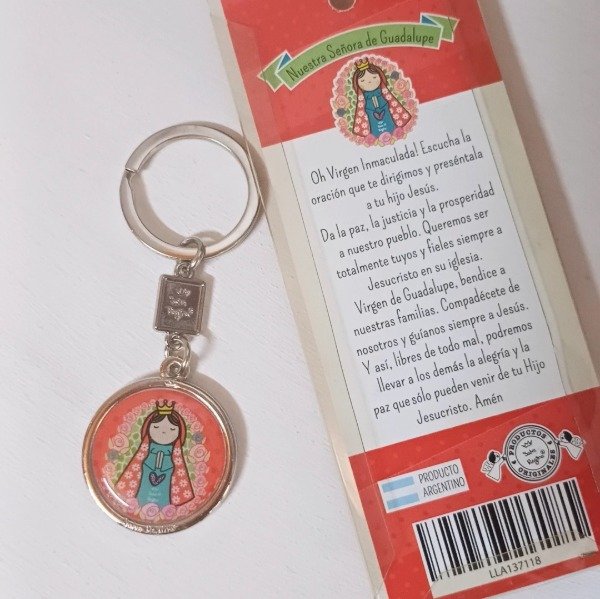 Nuestra Señora de Guadalupe
Oh Virgen Inmaculada! Escucha la
oración que te dirigimos y preséntala
a tu hijo Jesús.
Da la paz, la justicia y la prosperidad
a nuestro pueblo. Queremos ser
totalmente tuyos y fieles siempre a
Jesucristo en su iglesia.
Virgen de Guadalupe, bendice a
nuestras familias. Compadécete de
nosotros y guíanos siempre a Jesús.
Y así, libres de todo mal, podremos
llevar a los demás la alegría y la
paz que sólo pueden venir de tu Hijo
Jesucristo. Amén
PRODUCTO
ARGENTINO
PRODUCTOS
ORIGINALES
LLA137118